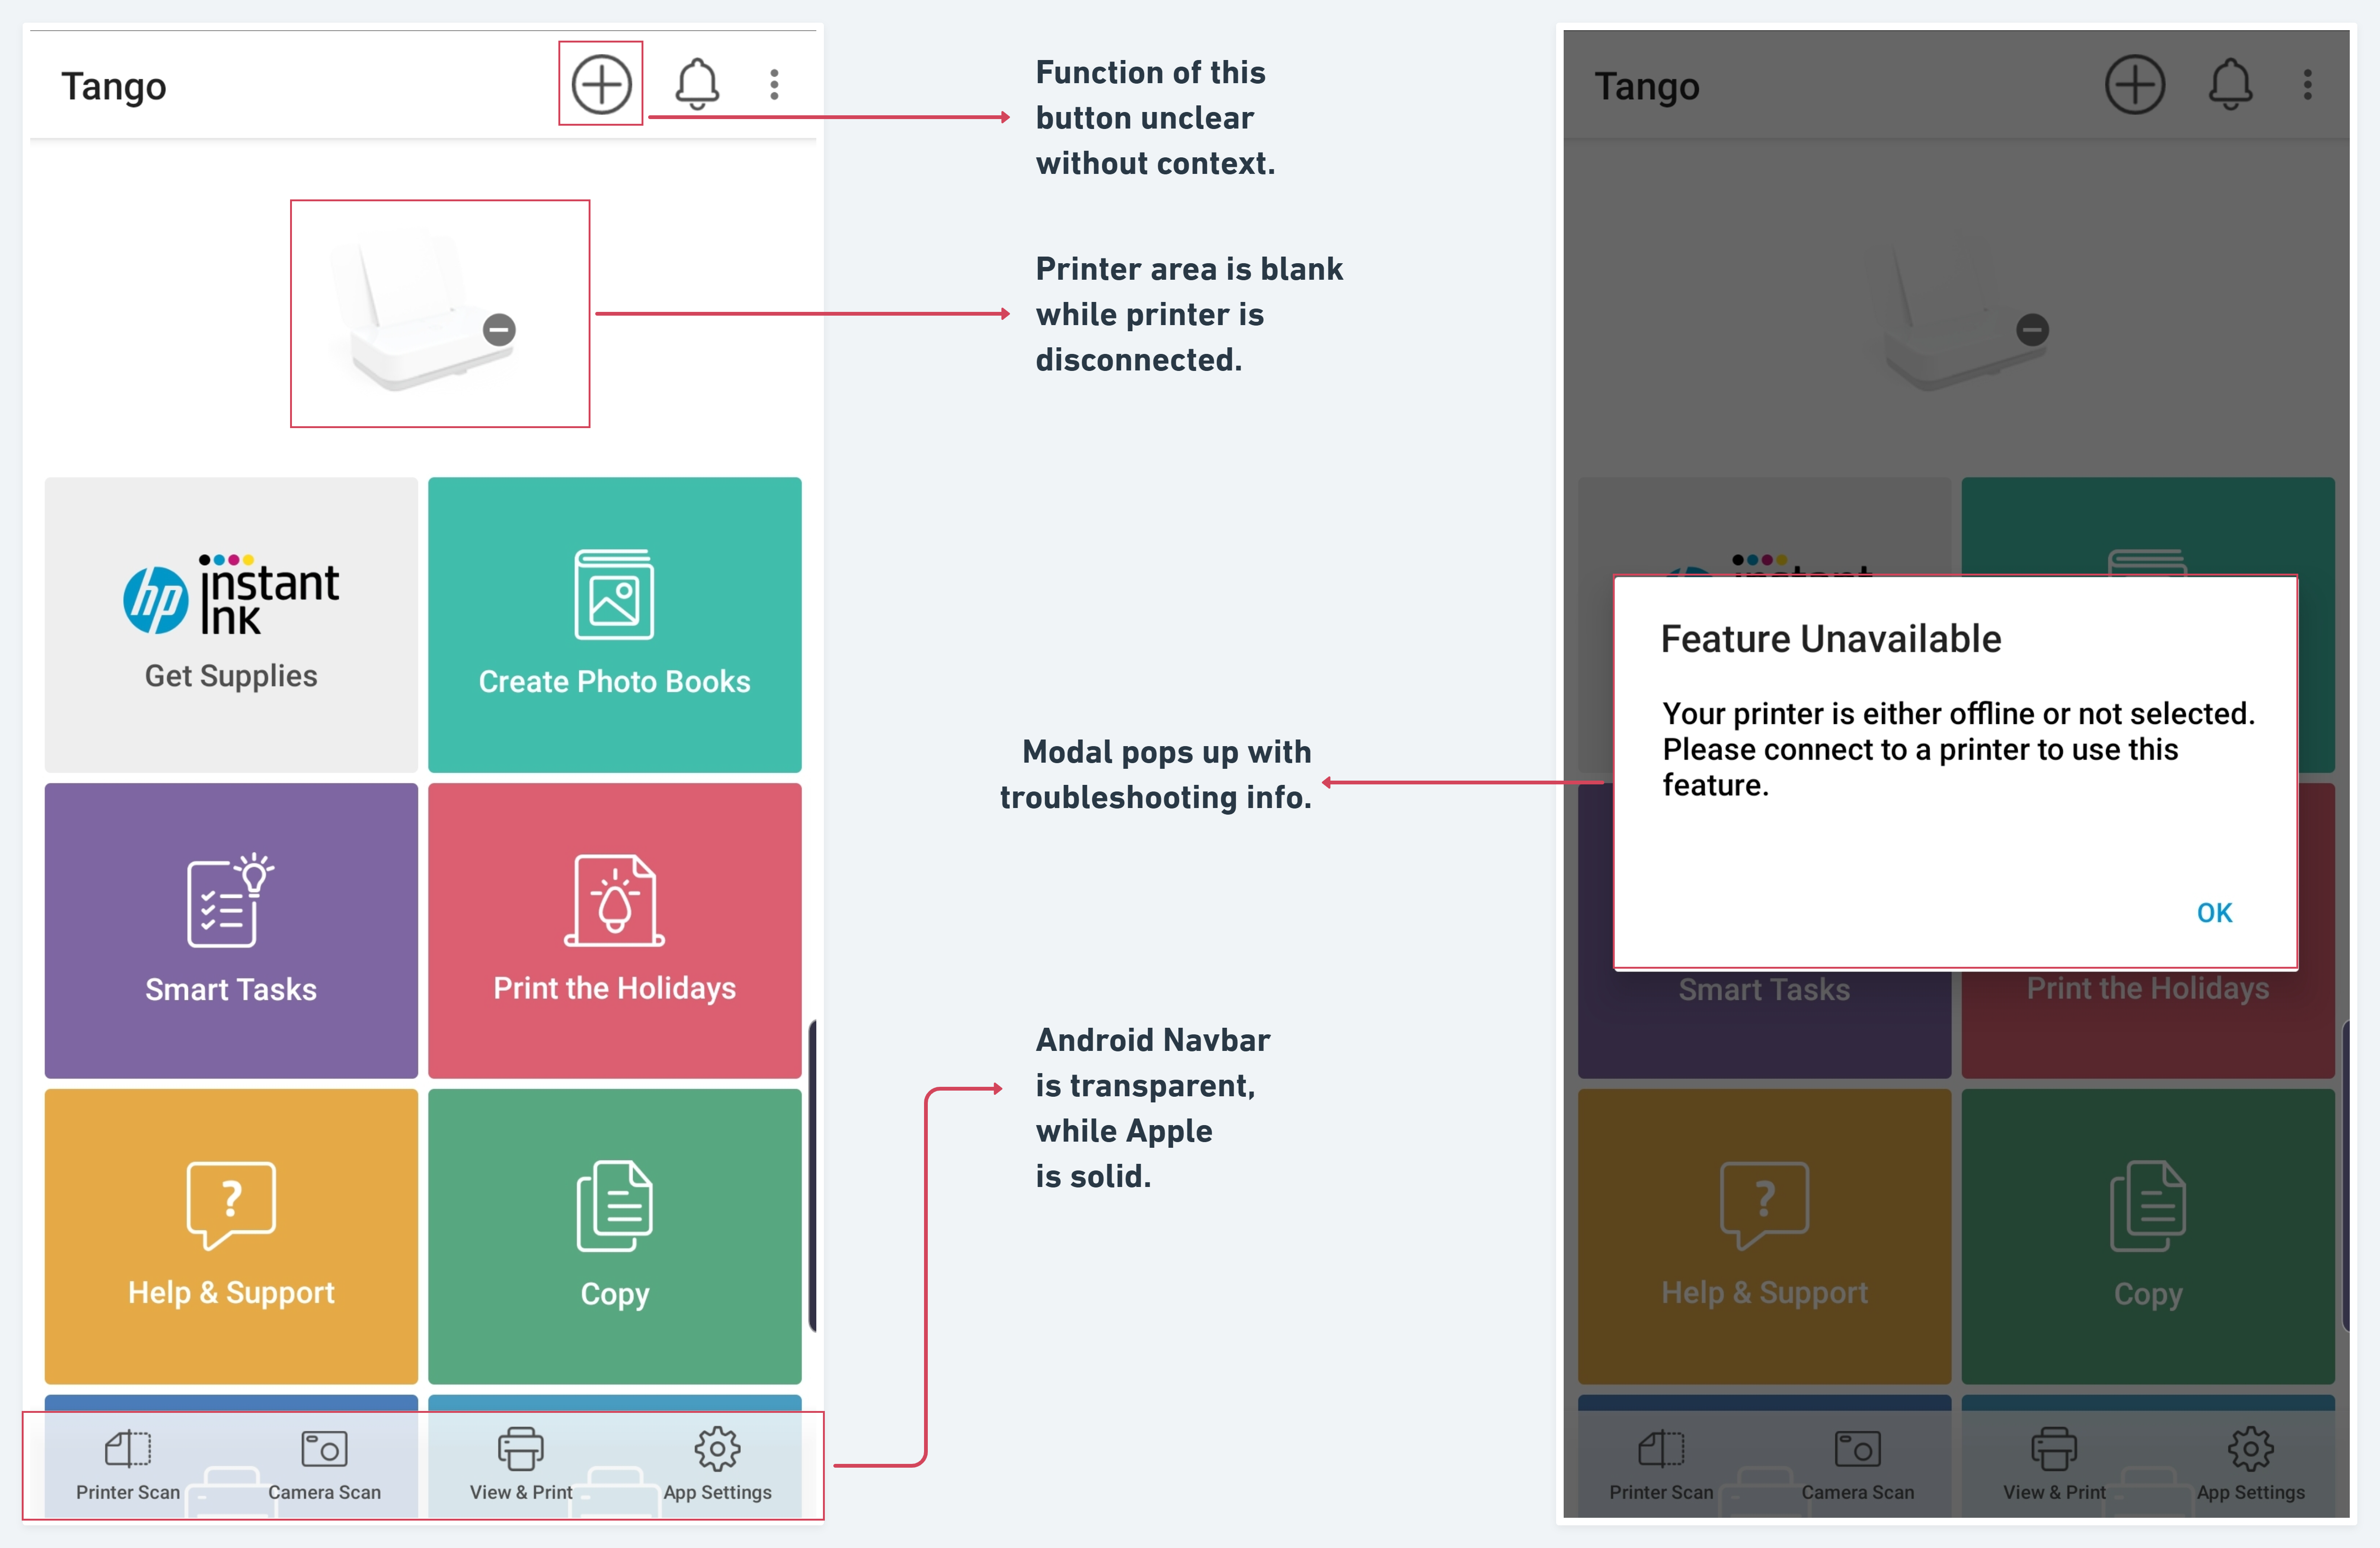 Tango
Function of this
button unclear
without context.
Printer area is blank
while printer is
disconnected.
hp instant
ink
Get Supplies
Create Photo Books
Smart Tasks
Print the Holidays
Help & Support
Copy
Printer Scan
Camera Scan
View & Print
App Settings
Modal pops up with
troubleshooting info.
Android Navbar
is transparent,
while Apple
is solid.
Tango
instant
Feature Unavailable
Your printer is either offline or not selected.
Please connect to a printer to use this
feature.
OK
Smart Tasks
Print the Holidays
?
Help & Support
Copy
Printer Scan
Camera Scan
View & Print
App Settings